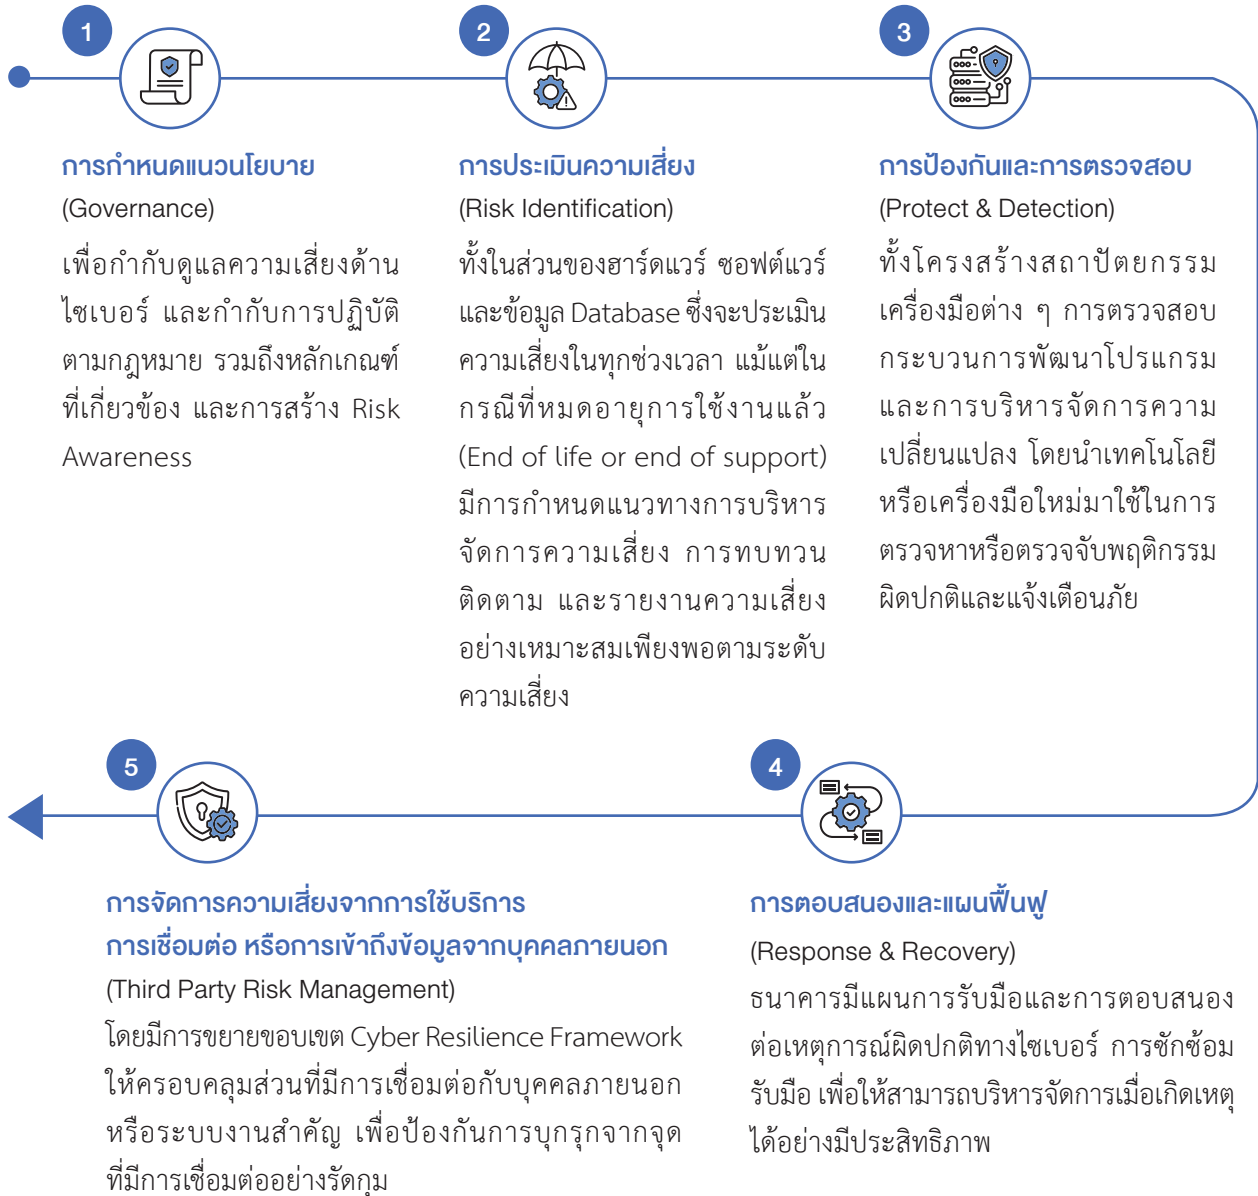 1
การกำหนดแนวนโยบาย
(Governance)
เพื่อกำกับดูแลความเสี่ยงด้าน
ไซเบอร์ และกำกับการปฏิบัติ
ตามกฎหมาย รวมถึงหลักเกณฑ์
ที่เกี่ยวข้อง และการสร้าง Risk
Awareness
2
การประเมินความเสี่ยง
(Risk Identification)
ทั้งในส่วนของฮาร์ดแวร์ ซอฟต์แวร์
และข้อมูล Database ซึ่งจะประเมิน
ความเสี่ยงในทุกช่วงเวลา แม้แต่ใน
กรณีที่หมดอายุการใช้งานแล้ว
(End of life or end of support)
มีการกำหนดแนวทางการบริหาร
จัดการความเสี่ยง การทบทวน
ติดตาม และรายงานความเสี่ยง
อย่างเหมาะสมเพียงพอตามระดับ
ความเสี่ยง
3
การป้องกันและการตรวจสอบ
(Protect & Detection)
ทั้งโครงสร้างสถาปัตยกรรม
เครื่องมือต่าง ๆ การตรวจสอบ
กระบวนการพัฒนาโปรแกรม
และการบริหารจัดการความ
เปลี่ยนแปลง โดยนำเทคโนโลยี
หรือเครื่องมือใหม่มาใช้ในการ
ตรวจหาหรือตรวจจับพฤติกรรม
ผิดปกติและแจ้งเตือนภัย
4
การตอบสนองและแผนฟื้นฟู
(Response & Recovery)
ธนาคารมีแผนการรับมือและการตอบสนอง
ต่อเหตุการณ์ผิดปกติทางไซเบอร์ การซักซ้อม
รับมือ เพื่อให้สามารถบริหารจัดการเมื่อเกิดเหตุ
ได้อย่างมีประสิทธิภาพ
5
การจัดการความเสี่ยงจากการใช้บริการ
การเชื่อมต่อ หรือการเข้าถึงข้อมูลจากบุคคลภายนอก
(Third Party Risk Management)
โดยมีการขยายขอบเขต Cyber Resilience Framework
ให้ครอบคลุมส่วนที่มีการเชื่อมต่อกับบุคคลภายนอก
หรือระบบงานสำคัญ เพื่อป้องกันการบุกรุกจากจุด
ที่มีการเชื่อมต่ออย่างรัดกุม